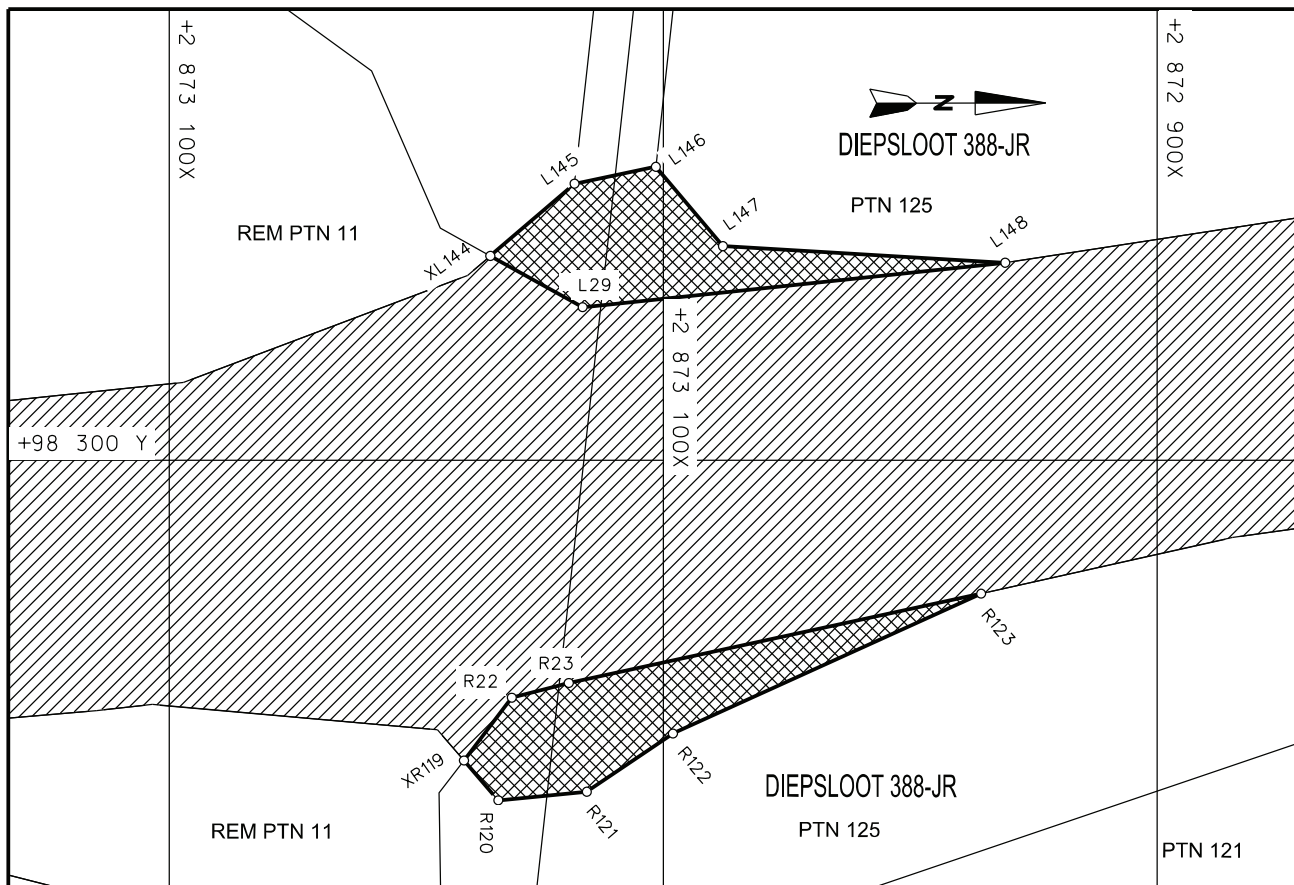 +2 873 100X
+2 872 900X
N
DIEPSLOOT 388-JR
PTN 125
REM PTN 11
L145
L146
L147
L148
XL144
L29
+2 873 100X
+98 300 Y
R23
R22
R123
XR119
R122
R121
R120
DIEPSLOOT 388-JR
PTN 125
REM PTN 11
PTN 121